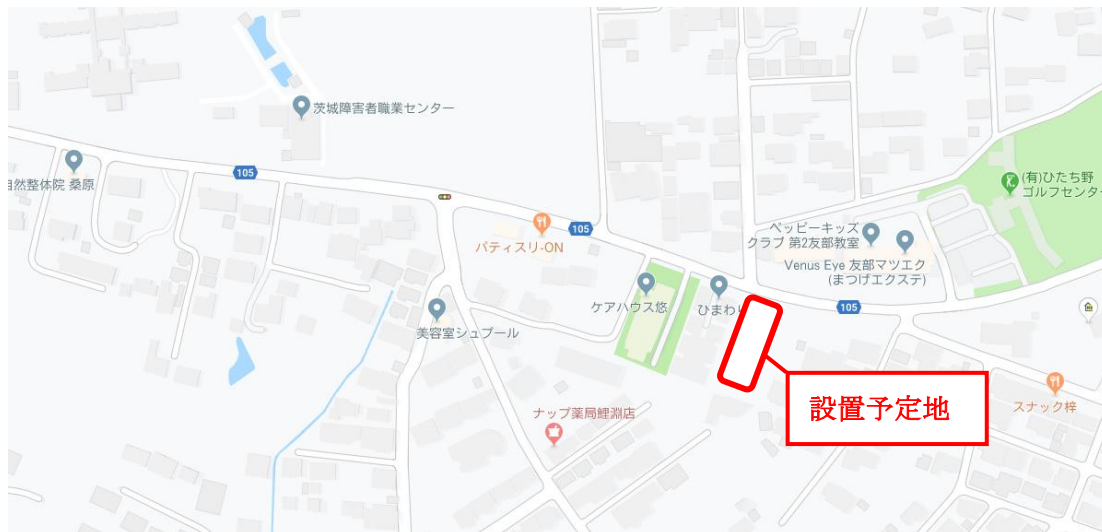 茨城障害者職業センター
自然整体院 桑原
105
パティスリ-ON
105
ペッピーキッズ
クラブ 第2友部教室
Venus Eye 友部マツエク
(まつげエクステ)
(有)ひたち野
ゴルフセンター
ケアハウス悠
ひまわり
105
美容室シュプール
設置予定地
スナック梓
ナップ薬局鯉淵店